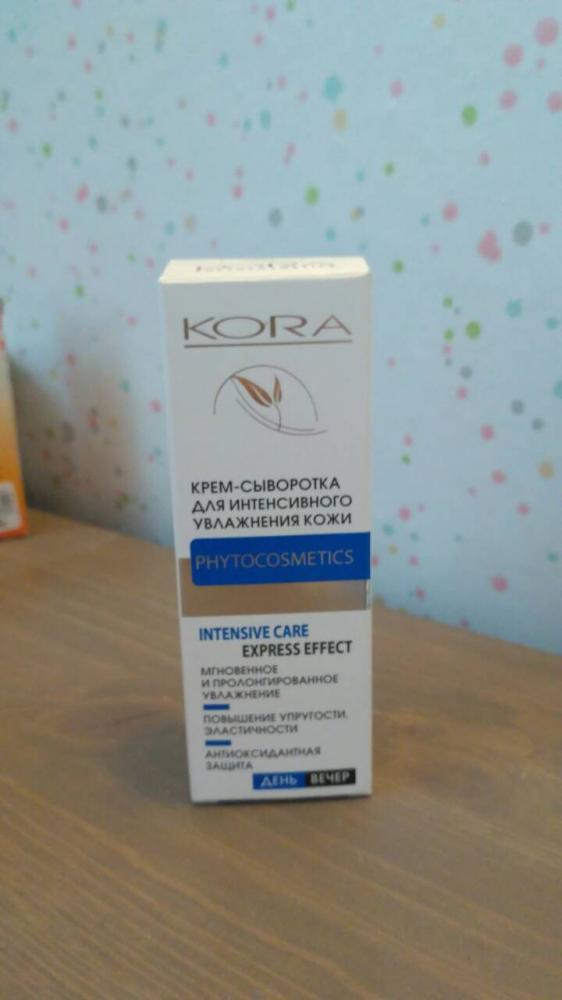 KORA
КРЕМ-СЫВОРОТКА
ДЛЯ ИНТЕНСИВНОГО
УВЛАЖНЕНИЯ КОЖИ
PHYTOCOSMETICS
INTENSIVE CARE
EXPRESS EFFECT
МГНОВЕННОЕ
И ПРОЛОНГИРОВАННОЕ
УВЛАЖНЕНИЕ
ПОВЫШЕНИЕ УПРУГОСТИ,
ЭЛАСТИЧНОСТИ
АНТИОКСИДАНТНАЯ
ЗАЩИТА
ДЕНЬ ВЕЧЕР